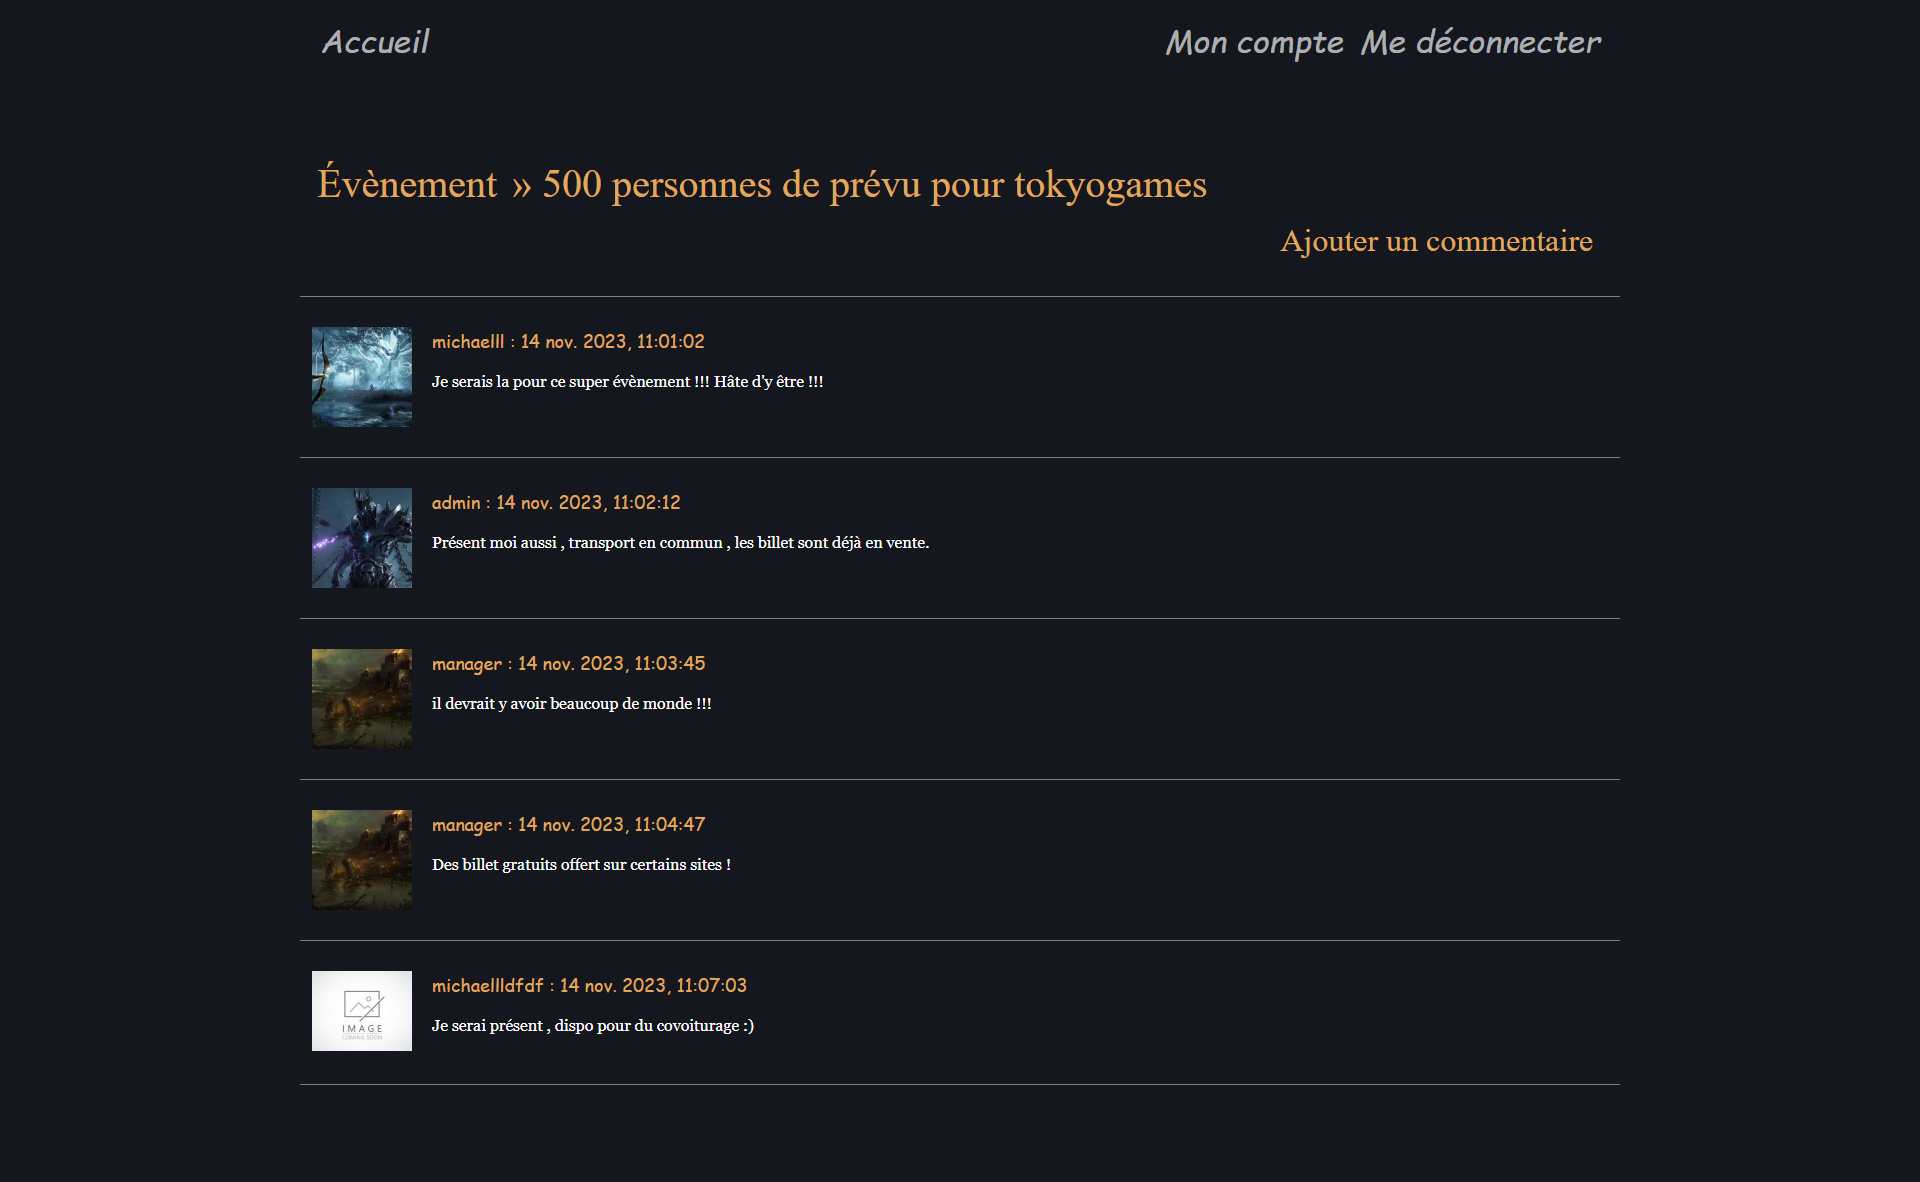 Accueil
Mon compte Me déconnecter
Évènement » 500 personnes de prévu pour tokyogames
Ajouter un commentaire
michaelll : 14 nov. 2023, 11:01:02
Je serais la pour ce super évènement !!! Hâte d'y être !!!
admin : 14 nov. 2023, 11:02:12
Présent moi aussi , transport en commun , les billet sont déjà en vente.
manager : 14 nov. 2023, 11:03:45
il devrait y avoir beaucoup de monde !!!
manager : 14 nov. 2023, 11:04:47
Des billet gratuits offert sur certains sites !
michaellldfdf : 14 nov. 2023, 11:07:03
Je serai présent , dispo pour du covoiturage :)
IMAGE
COMING SOON